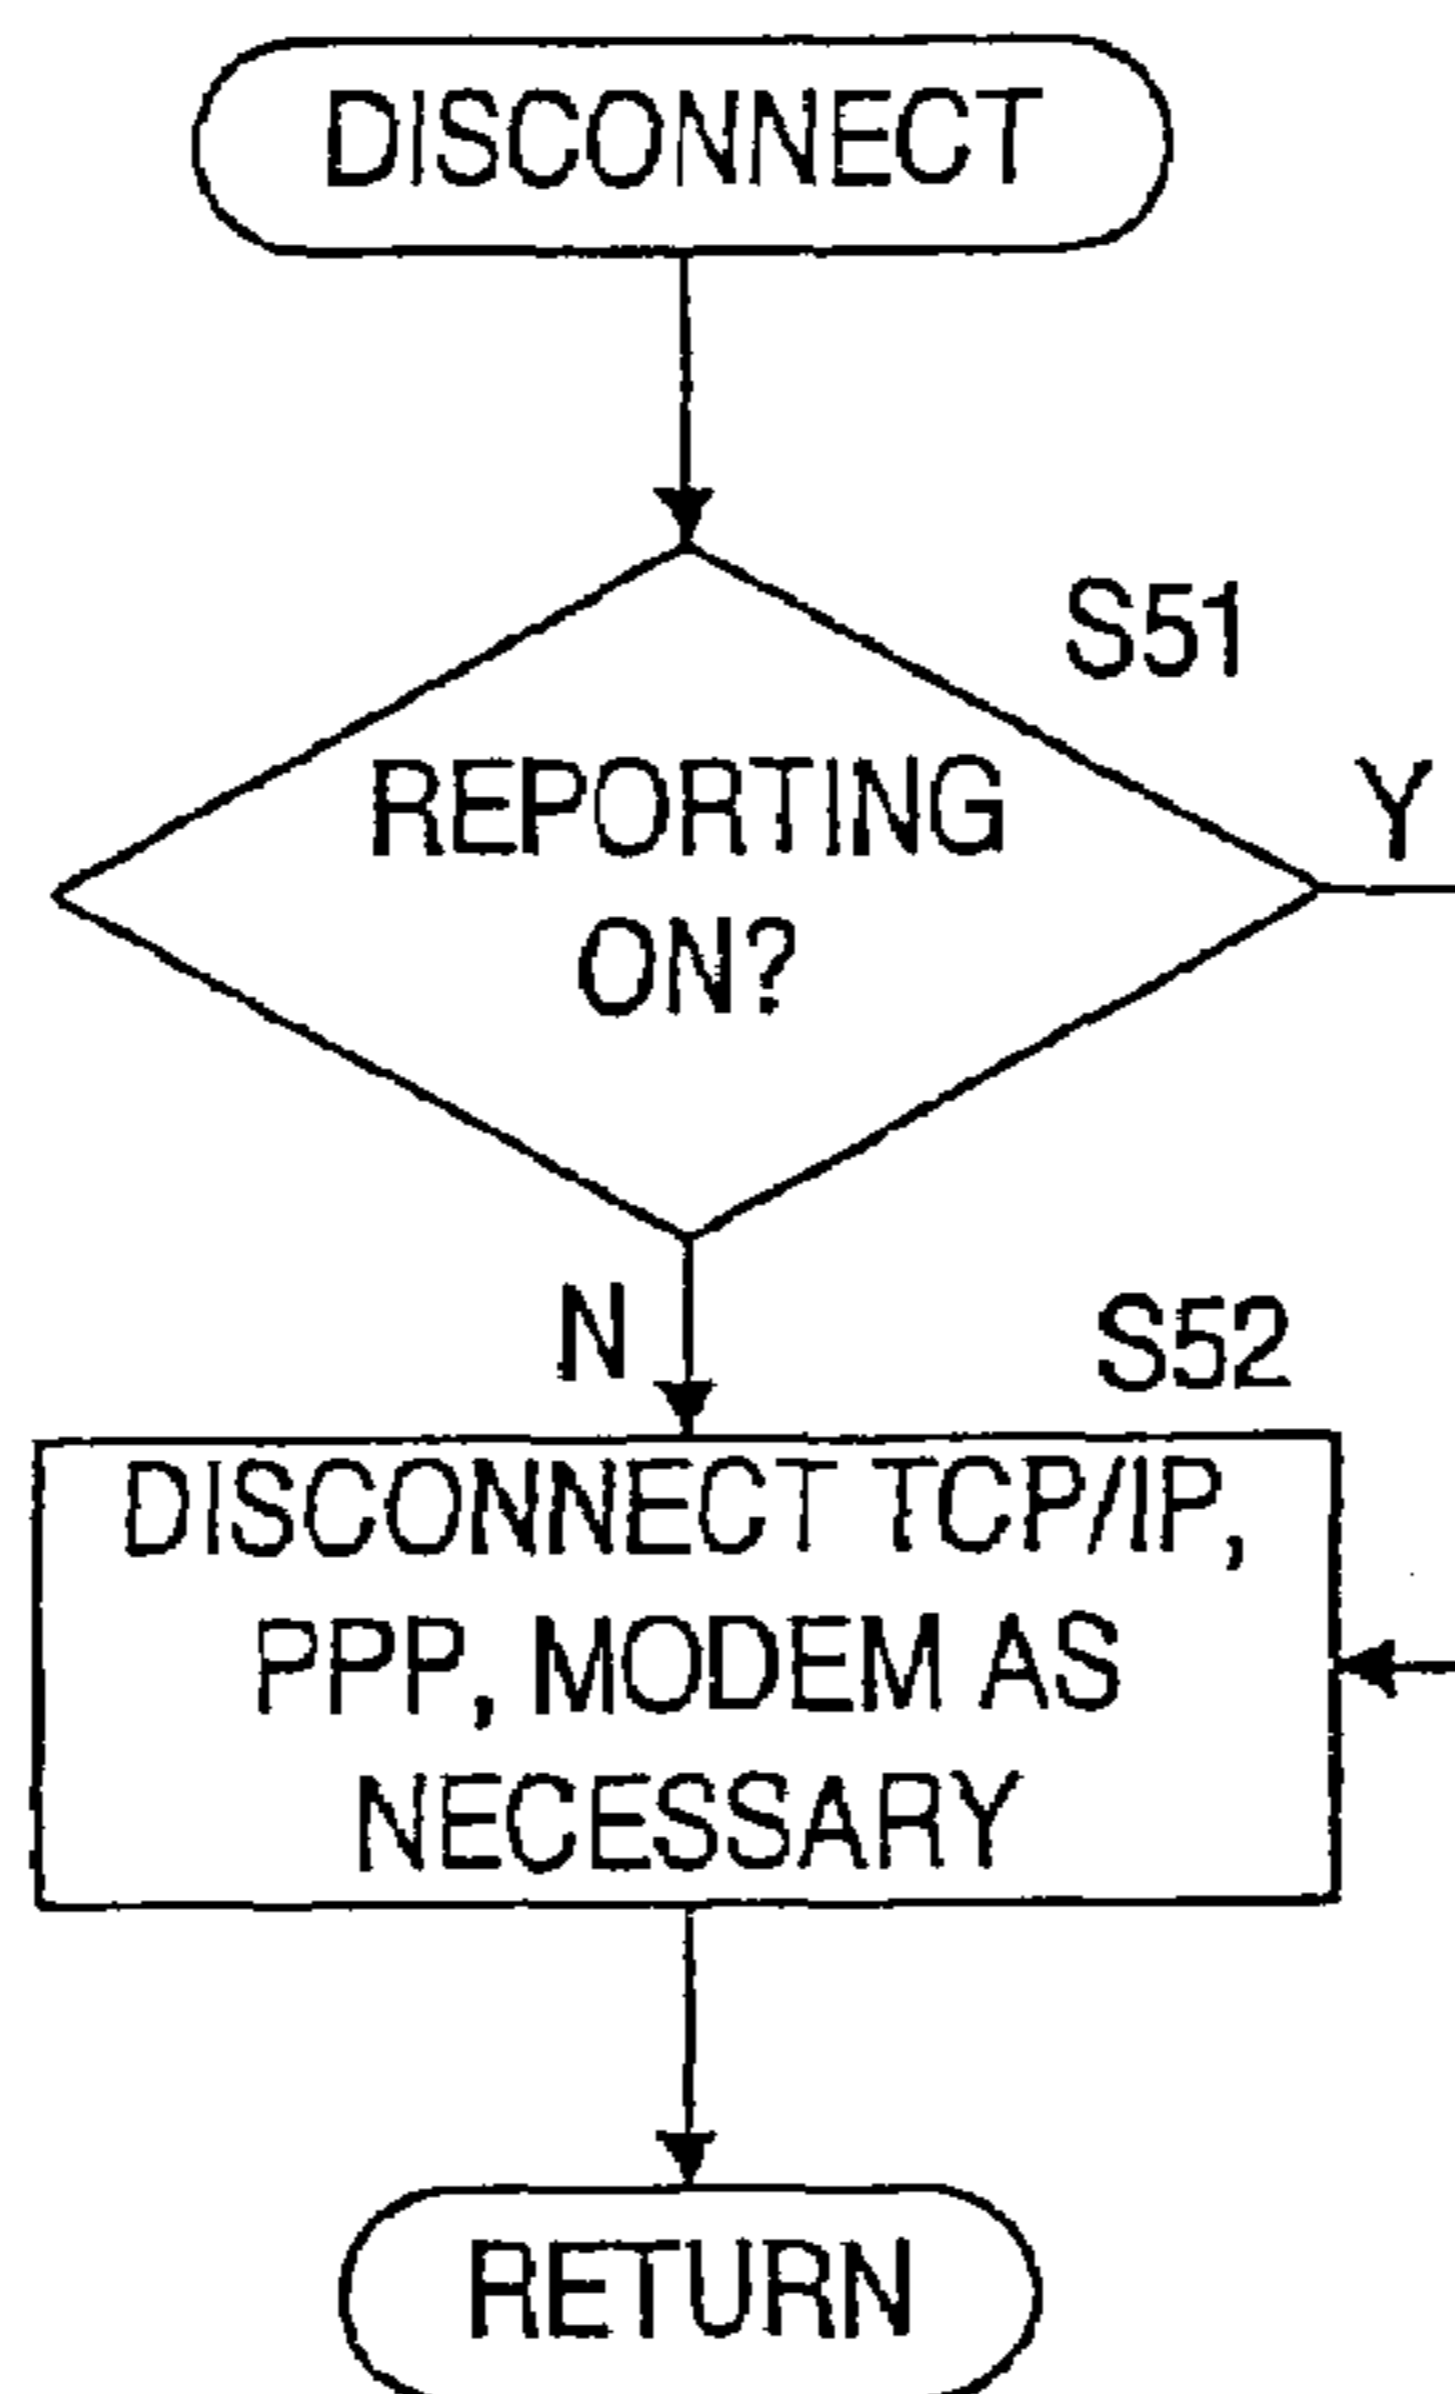 DISCONNECT
S51
REPORTING
ON?
Y
N
S52
DISCONNECT TCP/IP,
PPP, MODEM AS
NECESSARY
RETURN